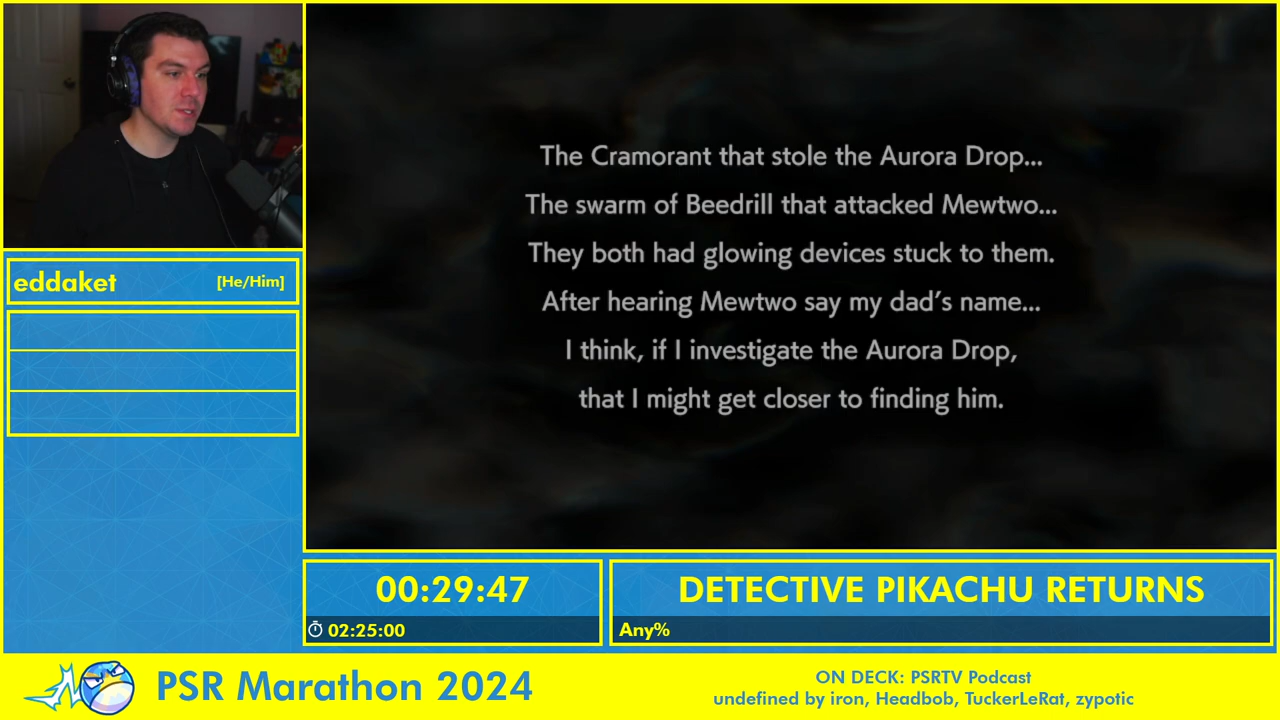 The Cramorant that stole the Aurora Drop...
The swarm of Beedrill that attacked Mewtwo...
They both had glowing devices stuck to them.
After hearing Mewtwo say my dad's name...
I think, if I investigate the Aurora Drop,
that I might get closer to finding him.
eddaket [He/Him]
00:29:47
02:25:00
DETECTIVE PIKACHU RETURNS
Any%
PSR Marathon 2024
ON DECK: PSRTV Podcast
undefined by iron, Headbob, TuckerLeRat, zypotic